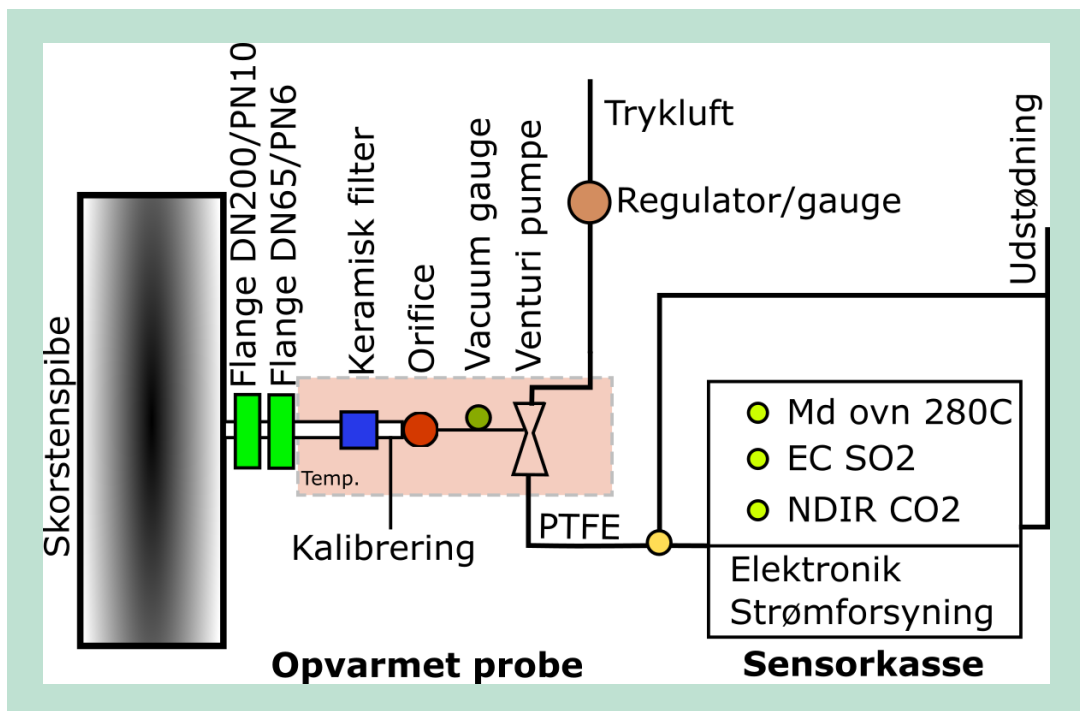 Skorstenspibe
Flange DN200/PN10
Flange DN65/PN6
Keramisk filter
Orifice
Vacuum gauge
Venturi pumpe
Trykluft
Regulator/gauge
Udstødning
Temp.
Kalibrering
PTFE
Md ovn 280C
EC SO2
NDIR CO2
Elektronik
Strømforsyning
Opvarmet probe
Sensorkasse